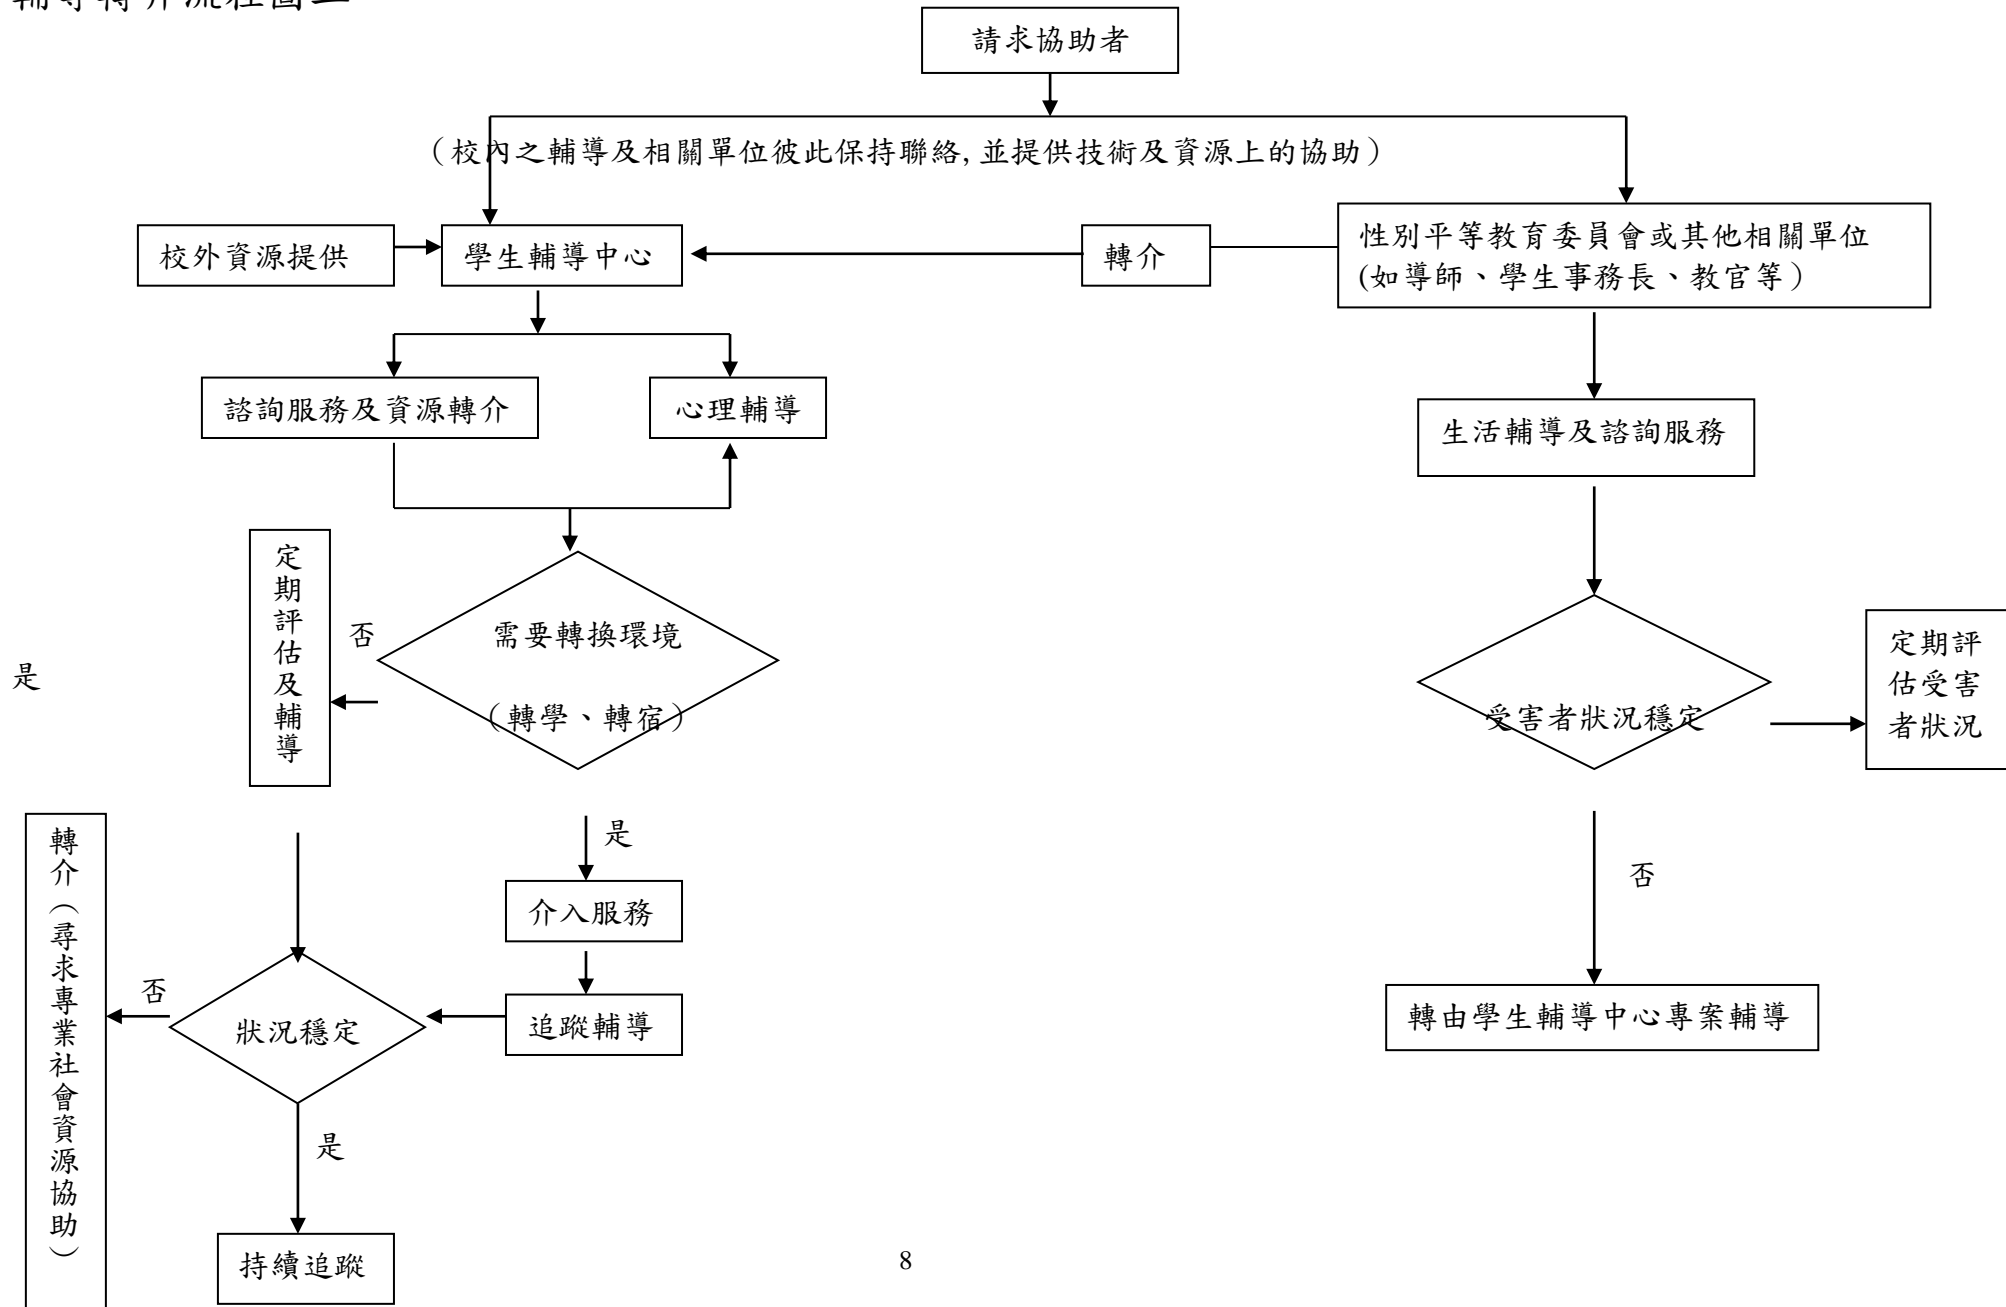 輔導轉介流程圖二
請求協助者
（校內之輔導及相關單位彼此保持聯絡,並提供技術及資源上的協助）
校外資源提供
學生輔導中心
轉介
性別平等教育委員會或其他相關單位
(如導師、學生事務長、教官等）
諮詢服務及資源轉介
心理輔導
生活輔導及諮詢服務
定期評估及輔導
否
需要轉換環境
（轉學、轉宿）
是
受害者狀況穩定
定期評
估受害
者狀況
是
介入服務
否
追蹤輔導
轉介（尋求專業社會資源協助）
否
狀況穩定
轉由學生輔導中心專案輔導
是
持續追蹤
8